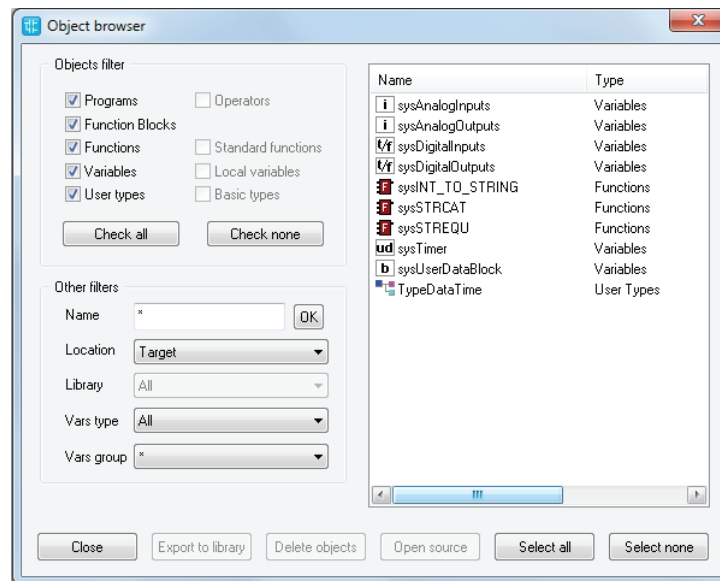 Object browser
Objects filter
Programs Operators
Function Blocks
Functions Standard functions
Variables Local variables
User types Basic types
Check all Check none
Other filters
Name * OK
Location Target
Library All
Vars type All
Vars group *
Name Type
i sysAnalogInputs Variables
i sysAnalogOutputs Variables
t/f sysDigitalInputs Variables
t/f sysDigitalOutputs Variables
F sysINT_TO_STRING Functions
F sysSTRCAT Functions
F sysSTREQU Functions
ud sysTimer Variables
b sysUserDataBlock Variables
TypeDataTime User Types
Close Export to library Delete objects Open source Select all Select none